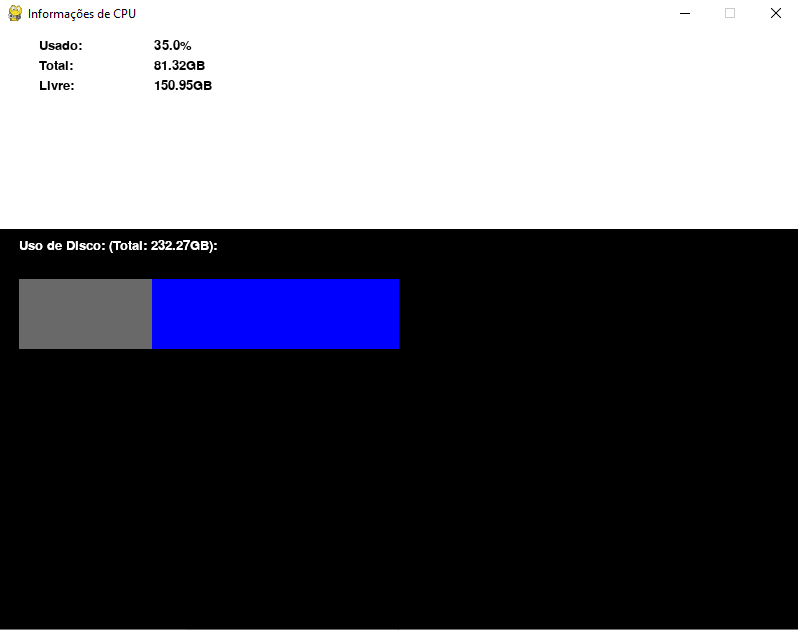 Informações de CPU
Usado: 35.0%
Total: 81.32GB
Livre: 150.95GB
Uso de Disco: (Total: 232.27GB):